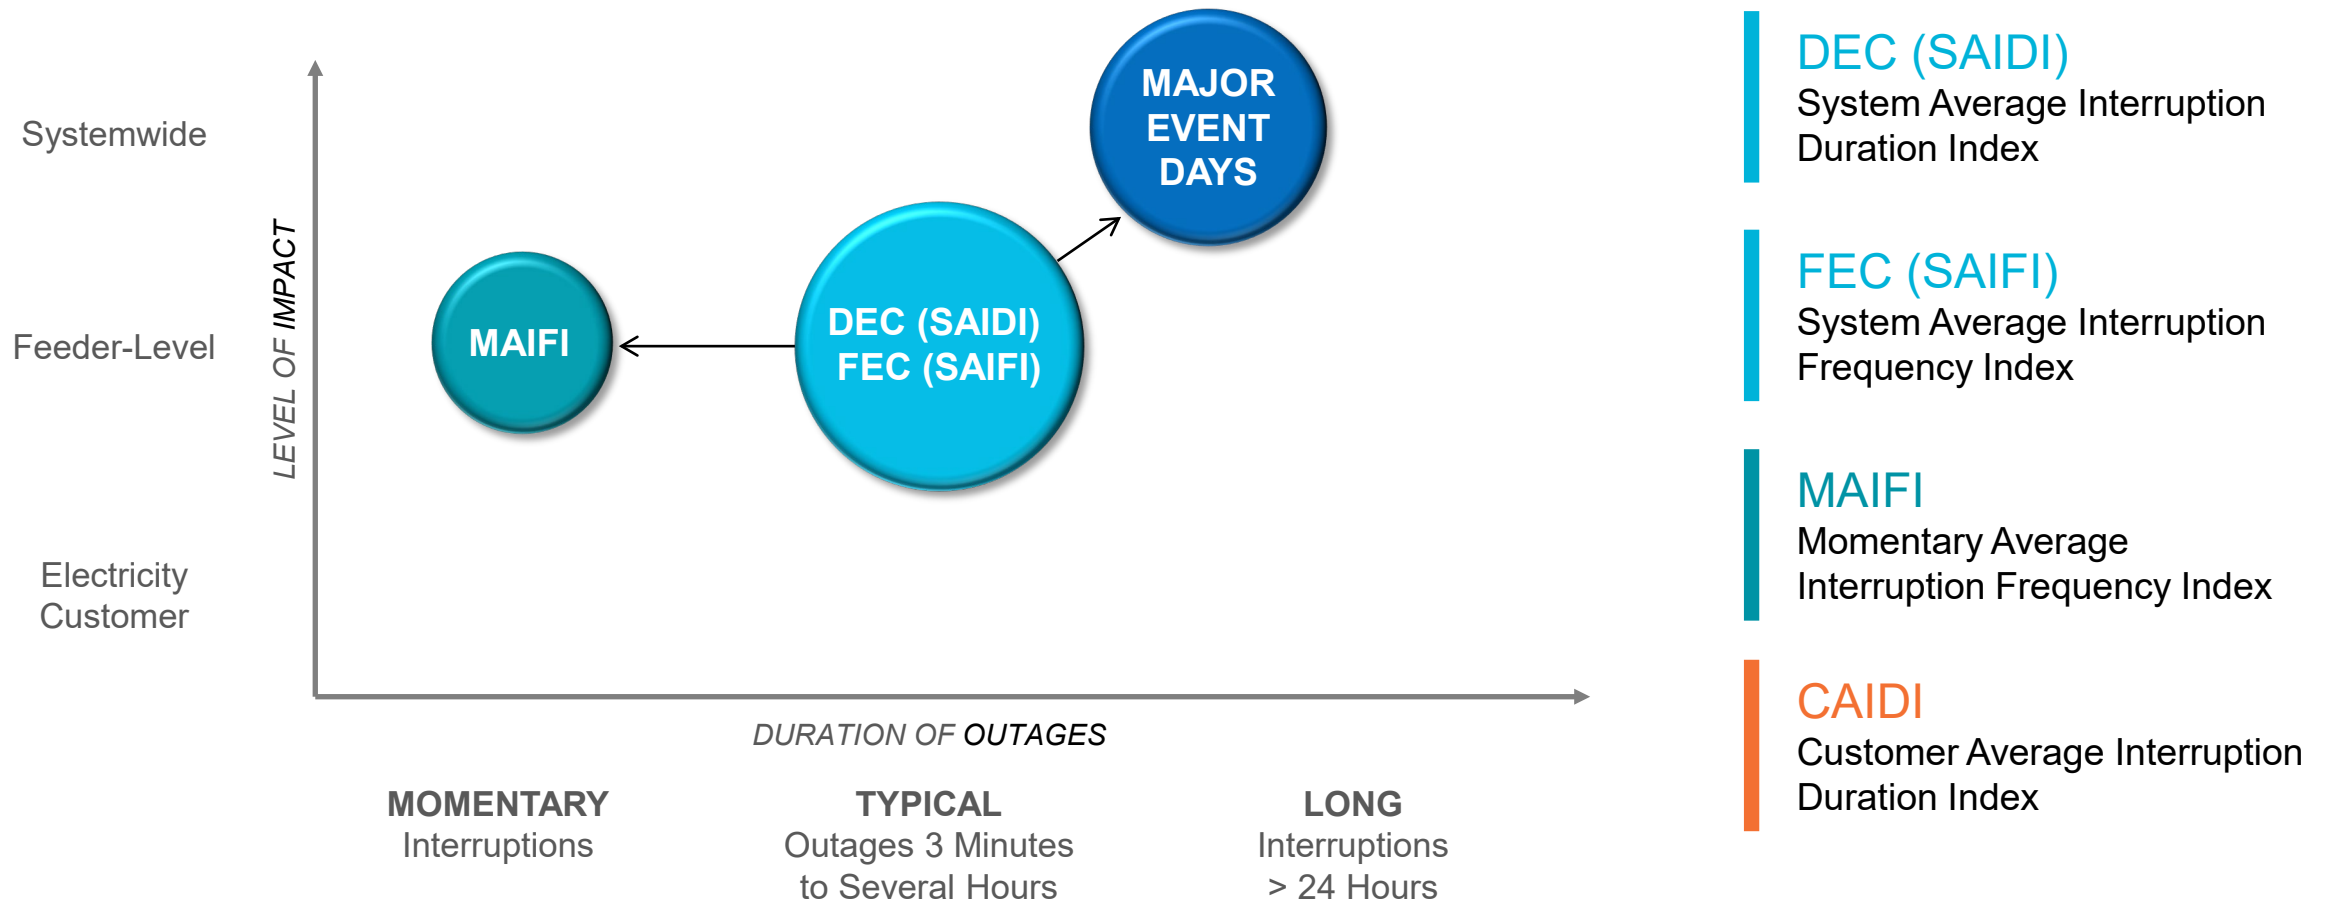 Systemwide
Feeder-Level
Electricity
Customer
LEVEL OF IMPACT
MAJOR
EVENT
DAYS
MAIFI
DEC (SAIDI)
FEC (SAIFI)
DURATION OF OUTAGES
MOMENTARY
Interruptions
TYPICAL
Outages 3 Minutes
to Several Hours
LONG
Interruptions
> 24 Hours
DEC (SAIDI)
System Average Interruption
Duration Index
FEC (SAIFI)
System Average Interruption
Frequency Index
MAIFI
Momentary Average
Interruption Frequency Index
CAIDI
Customer Average Interruption
Duration Index